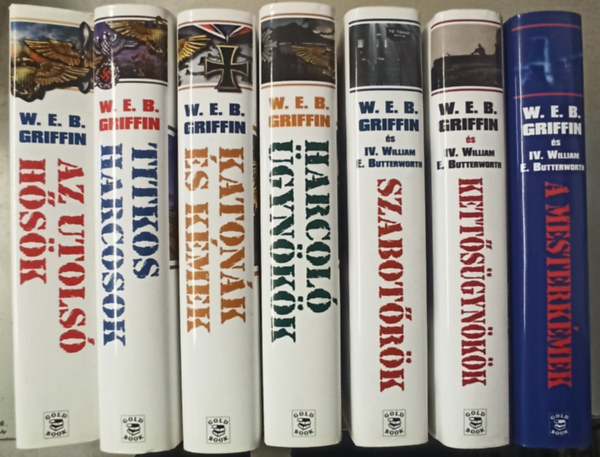 W. E. B.
GRIFFIN
AZ UTOLSÓ
HŐSÖK
GOLD
BOOK
W. E. B.
GRIFFIN
TITKOS
HARCOSOK
GOLD
BOOK
W. E. B.
GRIFFIN
KATONÁK
ÉS KÉMEK
GOLD
BOOK
W. E. B.
GRIFFIN
HARCOLÓ
ÜGYNÖKÖK
GOLD
BOOK
W. E. B.
GRIFFIN
és
IV. WILLIAM
E. BUTTERWORTH
SZABOTŐRÖK
GOLD
BOOK
W. E. B.
GRIFFIN
és
IV. WILLIAM
E. BUTTERWORTH
KETTŐSÜGYNÖKÖK
GOLD
BOOK
W. E. B.
GRIFFIN
és
IV. WILLIAM
E. BUTTERWORTH
A MESTERKÉMEK
GOLD
BOOK